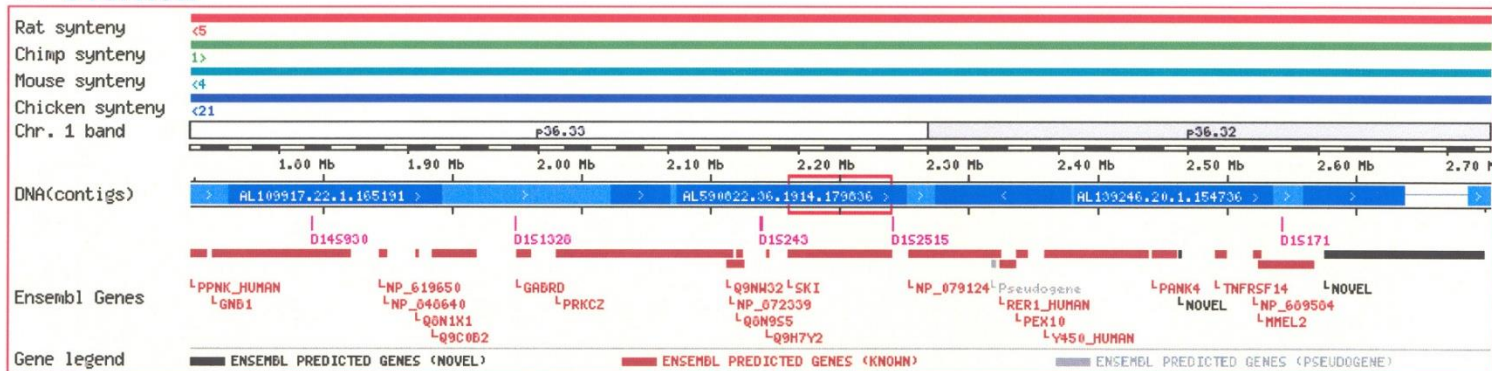 Rat synteny <5
Chimp synteny 1>
Mouse synteny <4
Chicken synteny <21
Chr. 1 band p36.33 p36.32
1.80 Mb 1.90 Mb 2.00 Mb 2.10 Mb 2.20 Mb 2.30 Mb 2.40 Mb 2.50 Mb 2.60 Mb 2.70 M
DNA(contigs) AL109917.22.1.165191 > AL590822.36.1914.179836 > AL139246.20.1.154736 >
D14S930 D1S1328 D1S243 D1S2515 D1S171
PPNK_HUMAN NP_619650 GABRD Q9NW32 SKI NP_079124 Pseudogene PANK4 TNFRSF14 NOVEL
Ensembl Genes GNB1 NP_848640 PRKCZ NP_872339 RER1_HUMAN NOVEL NP_689504
Q8N1X1 Q8N9S5 PEX10 MMEL2
Q9C0B2 Q9H7Y2 Y450_HUMAN
Gene legend ENSEMBL PREDICTED GENES (NOVEL) ENSEMBL PREDICTED GENES (KNOWN) ENSEMBL PREDICTED GENES (PSEUDOGENE)